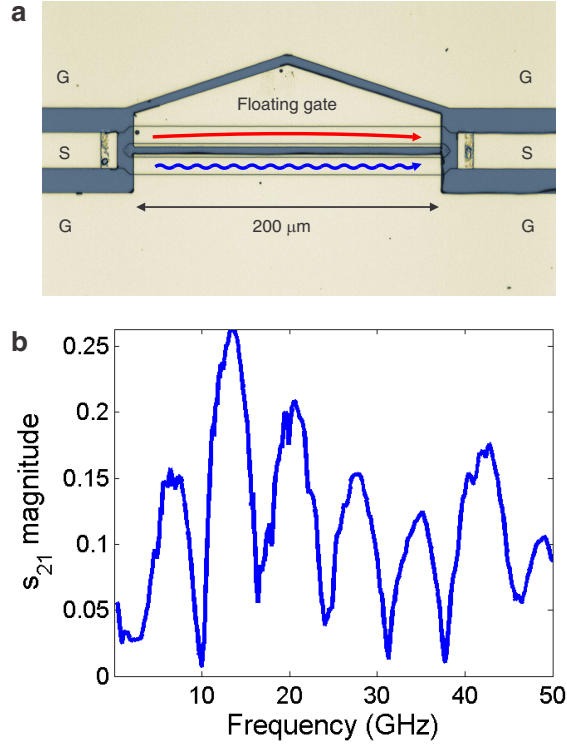 a
G G
Floating gate
S S
G G
200 μm
b
0.25
0.2
0.15
0.1
0.05
0
s21 magnitude
10 20 30 40 50
Frequency (GHz)